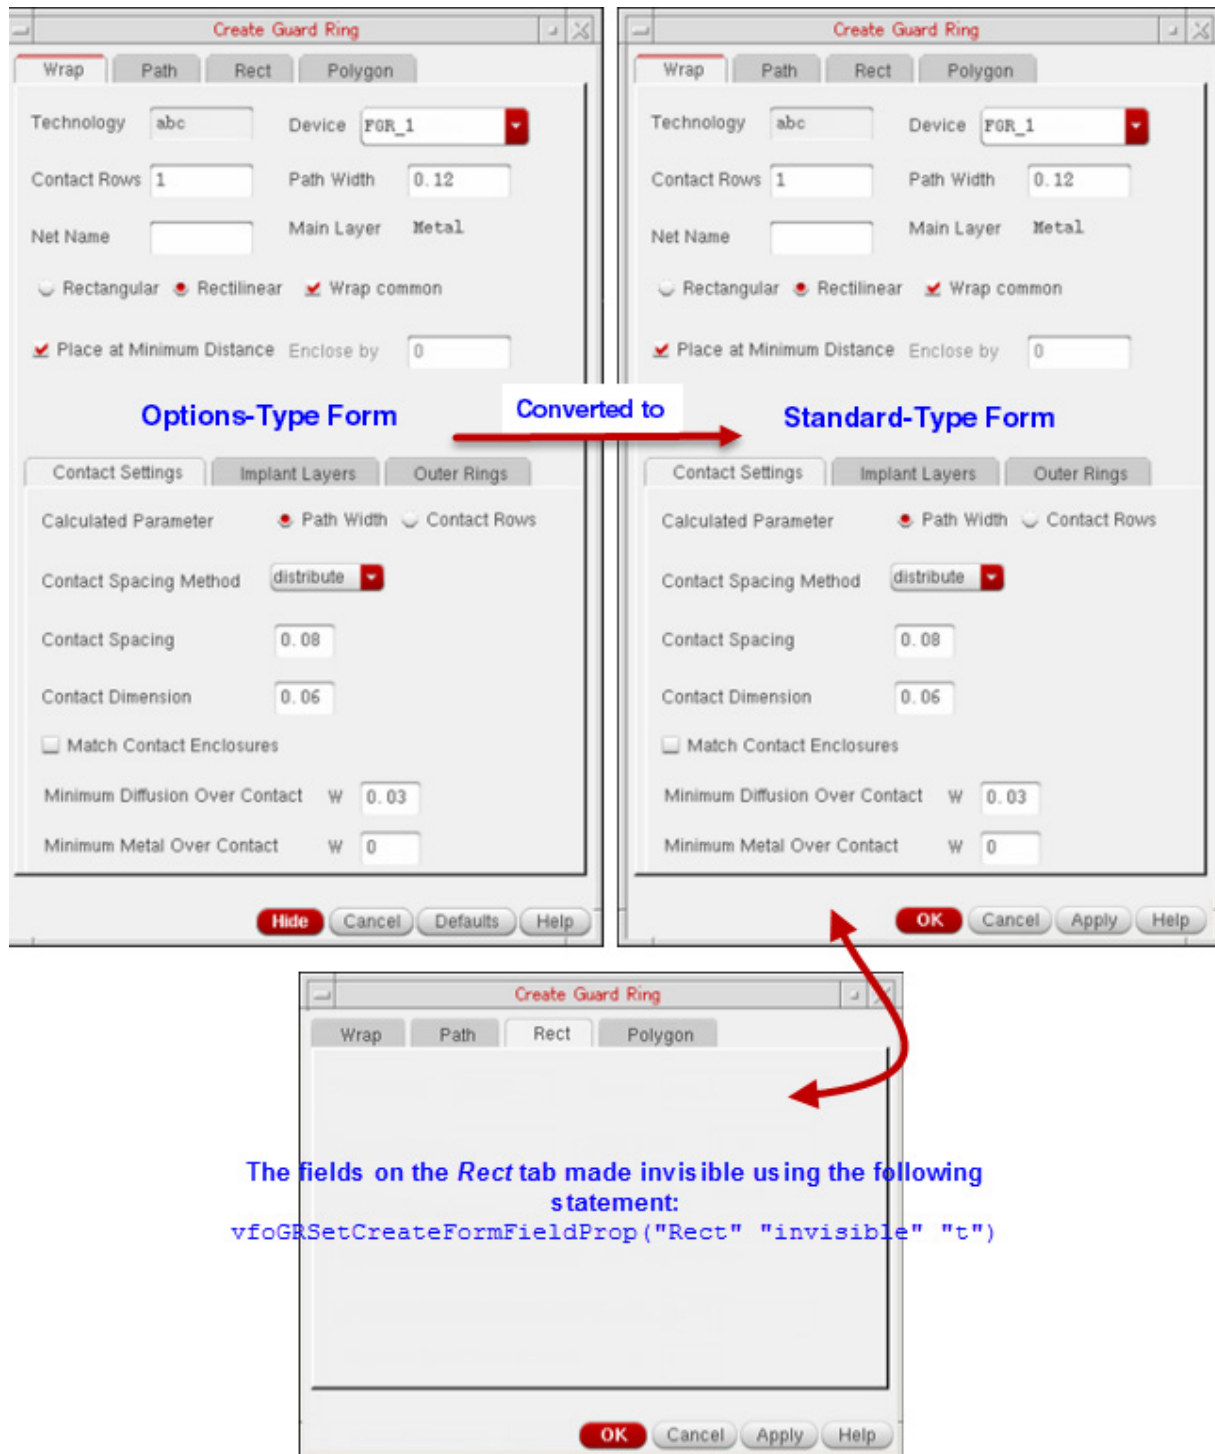 Create Guard Ring
Wrap Path Rect Polygon
Technology abc Device FGR_1
Contact Rows 1 Path Width 0.12
Net Name Main Layer Metal
Rectangular Rectilinear Wrap common
Place at Minimum Distance Enclose by 0
Options-Type Form
Contact Settings Implant Layers Outer Rings
Calculated Parameter Path Width Contact Rows
Contact Spacing Method distribute
Contact Spacing 0.08
Contact Dimension 0.06
Match Contact Enclosures
Minimum Diffusion Over Contact W 0.03
Minimum Metal Over Contact W 0
Hide Cancel Defaults Help
Converted to
Create Guard Ring
Wrap Path Rect Polygon
Technology abc Device FGR_1
Contact Rows 1 Path Width 0.12
Net Name Main Layer Metal
Rectangular Rectilinear Wrap common
Place at Minimum Distance Enclose by 0
Standard-Type Form
Contact Settings Implant Layers Outer Rings
Calculated Parameter Path Width Contact Rows
Contact Spacing Method distribute
Contact Spacing 0.08
Contact Dimension 0.06
Match Contact Enclosures
Minimum Diffusion Over Contact W 0.03
Minimum Metal Over Contact W 0
OK Cancel Apply Help
Create Guard Ring
Wrap Path Rect Polygon
The fields on the Rect tab made invisible using the following
statement:
vfoGRSetCreateFormFieldProp("Rect" "invisible" "t")
OK Cancel Apply Help